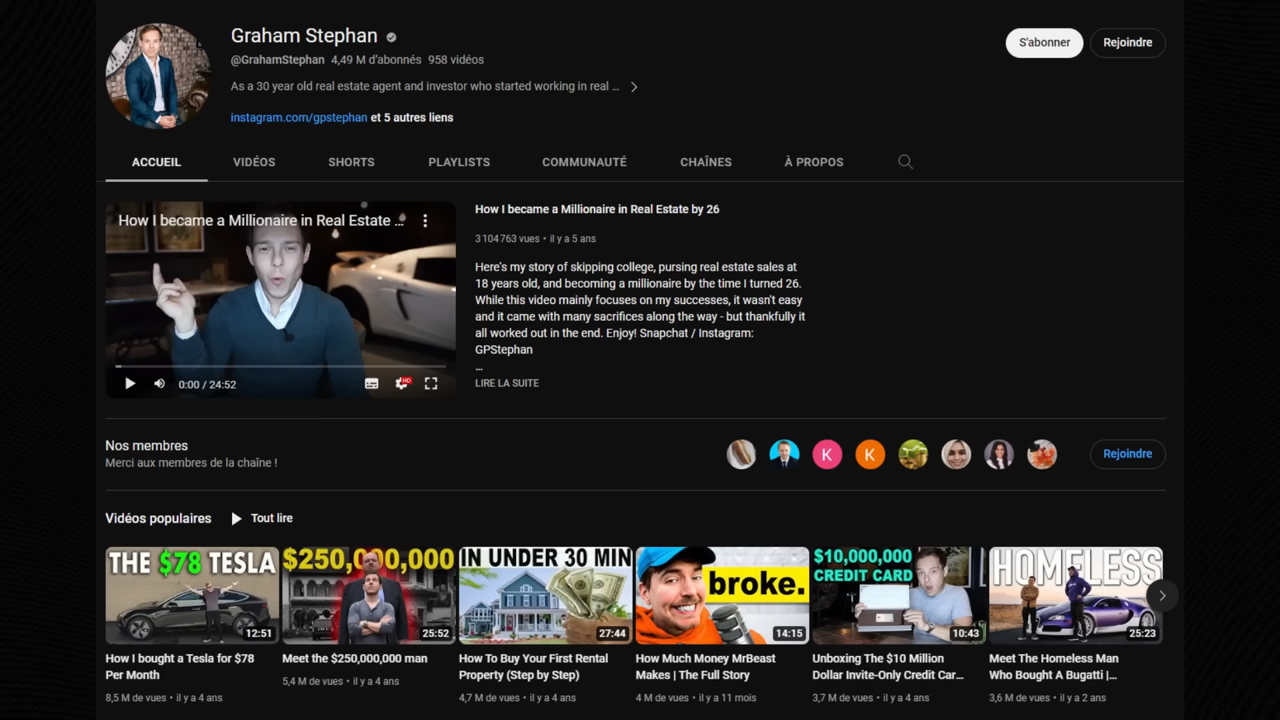 Graham Stephan
@GrahamStephan 4,49 M d'abonnés 958 vidéos
As a 30 year old real estate agent and investor who started working in real ...
instagram.com/gpstephan et 5 autres liens
S'abonner
Rejoindre
ACCUEIL VIDÉOS SHORTS PLAYLISTS COMMUNAUTÉ CHAÎNES À PROPOS
How I became a Millionaire in Real Estate ...
0:00 / 24:52
HD
How I became a Millionaire in Real Estate by 26
3 104 763 vues • il y a 5 ans
Here's my story of skipping college, pursing real estate sales at
18 years old, and becoming a millionaire by the time I turned 26.
While this video mainly focuses on my successes, it wasn't easy
and it came with many sacrifices along the way - but thankfully it
all worked out in the end. Enjoy! Snapchat / Instagram:
GPStephan
...
LIRE LA SUITE
Nos membres
Merci aux membres de la chaîne !
K
K
Rejoindre
Vidéos populaires
Tout lire
THE $78 TESLA
12:51
How I bought a Tesla for $78
Per Month
8,5 M de vues • il y a 4 ans
$250,000,000
25:52
Meet the $250,000,000 man
5,4 M de vues • il y a 4 ans
IN UNDER 30 MIN
27:44
How To Buy Your First Rental
Property (Step by Step)
4,7 M de vues • il y a 4 ans
broke.
14:15
How Much Money MrBeast
Makes | The Full Story
4 M de vues • il y a 11 mois
$10,000,000
CREDIT CARD
10:43
Unboxing The $10 Million
Dollar Invite-Only Credit Car...
3,7 M de vues • il y a 4 ans
HOMELESS
25:23
Meet The Homeless Man
Who Bought A Bugatti |...
3,6 M de vues • il y a 2 ans